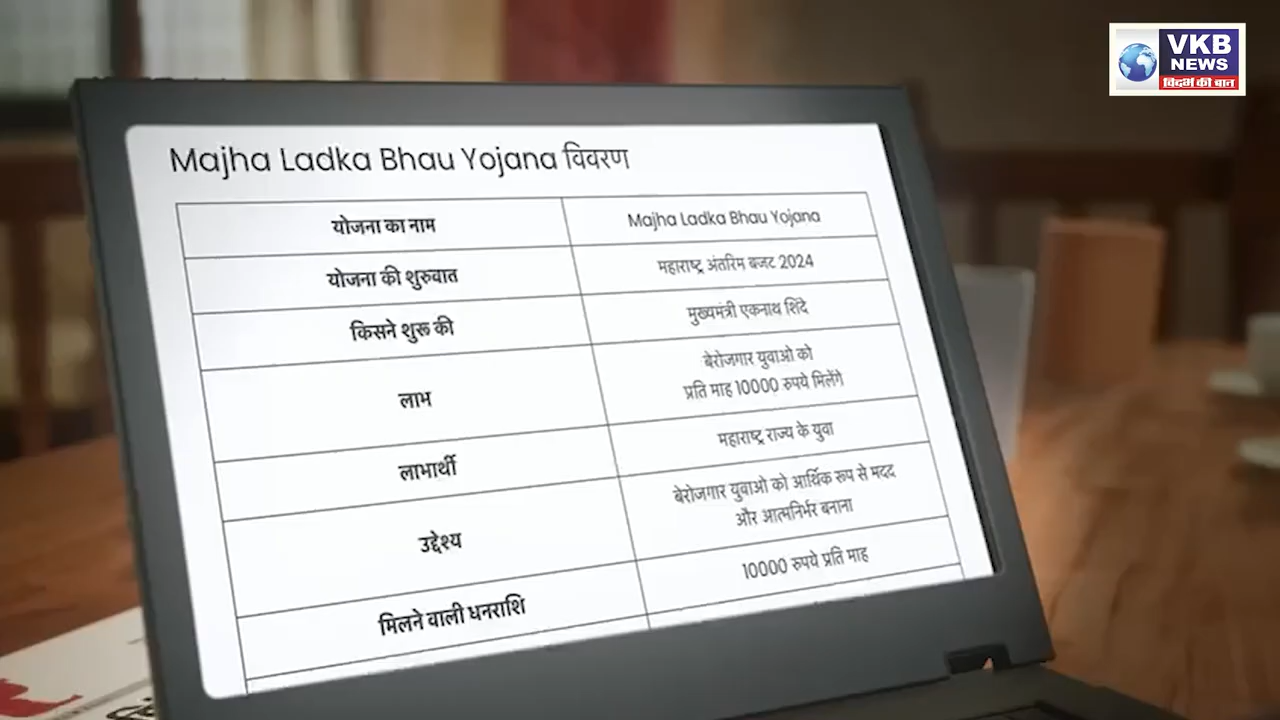 VKB
NEWS
विदर्भ की बात
Majha Ladka Bhau Yojana विवरण
योजना का नाम
Majha Ladka Bhau Yojana
योजना की शुरुवात
महाराष्ट्र अंतरिम बजट 2024
किसने शुरू की
मुख्यमंत्री एकनाथ शिंदे
लाभ
बेरोजगार युवाओ को
प्रति माह 10000 रुपये मिलेंगे
लाभार्थी
महाराष्ट्र राज्य के युवा
उद्देश्य
बेरोजगार युवाओ को आर्थिक रूप से मदद
और आत्मनिर्भर बनाना
मिलने वाली धनराशि
10000 रुपये प्रति माह